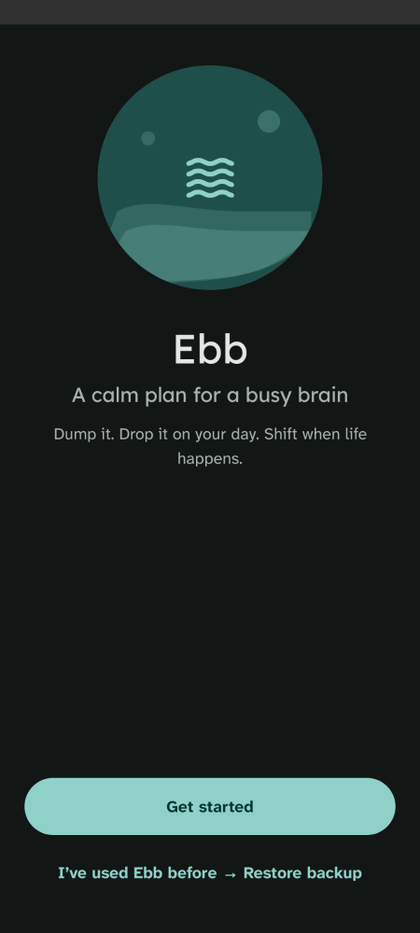 Ebb
A calm plan for a busy brain
Dump it. Drop it on your day. Shift when life
happens.
Get started
I’ve used Ebb before → Restore backup